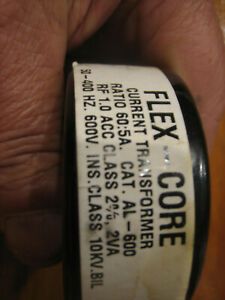 FLEX-CORE
CURRENT TRANSFORMER
RATIO 60:5A. CAT. AL-600
RF 1.0 ACC CLASS 2%, 2VA
50-400 HZ. 600V. INS.CLASS 10KV.BIL